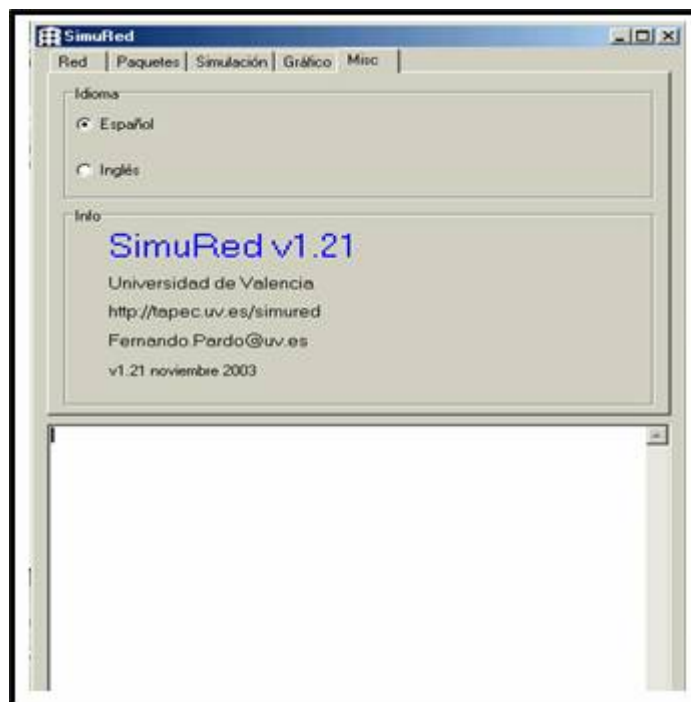 SimuRed
Red Paquetes Simulación Gráfico Misc
Idioma
Español
Inglés
Info
SimuRed v1.21
Universidad de Valencia
http://tapec.uv.es/simured
Fernando.Pardo@uv.es
v1.21 noviembre 2003